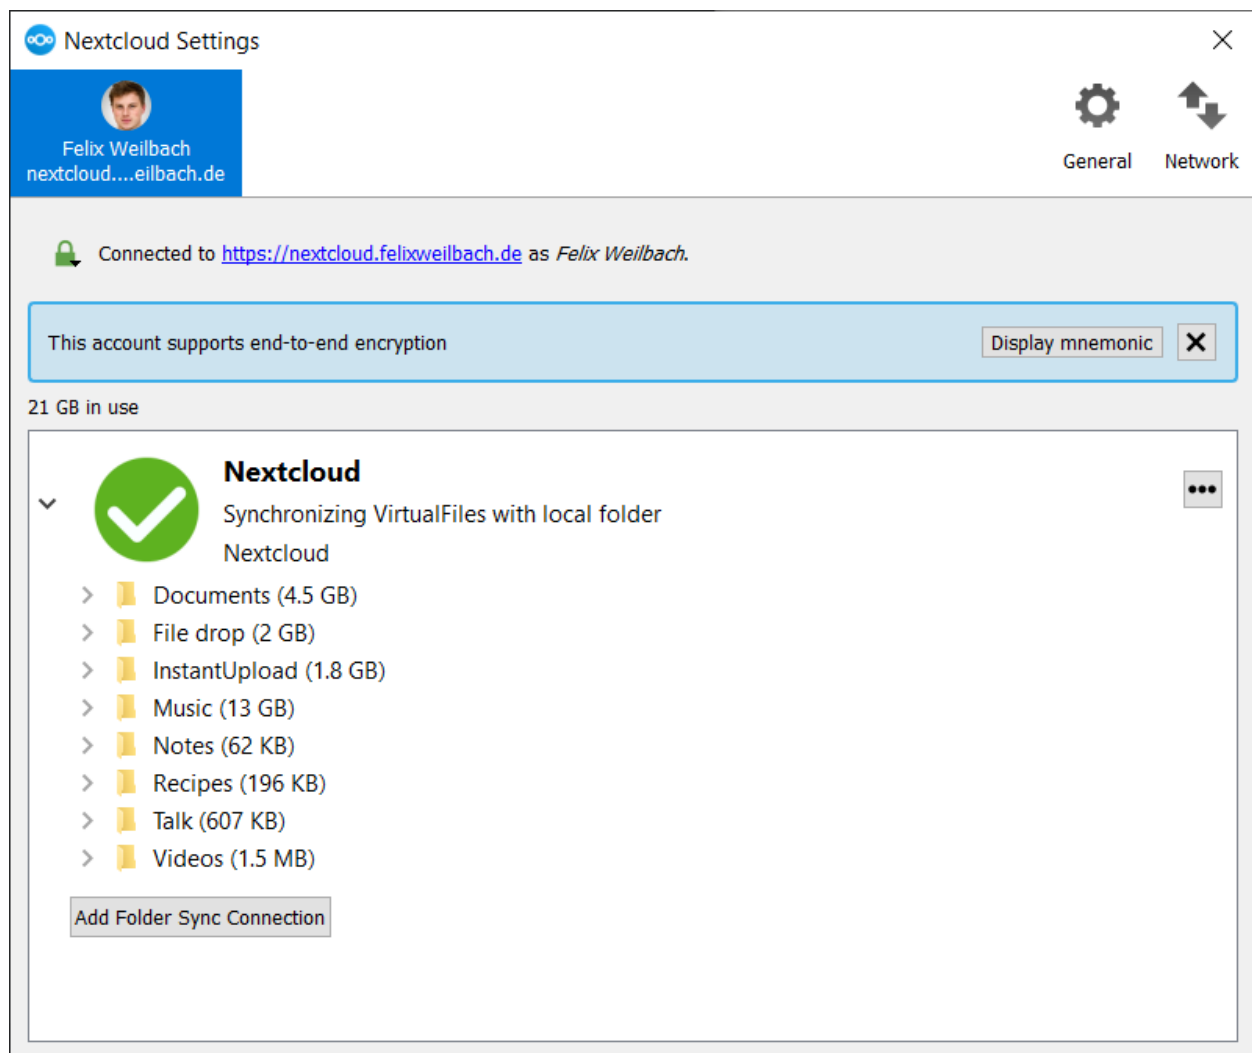 Nextcloud Settings
Felix Weilbach
nextcloud....eilbach.de
General
Network
Connected to https://nextcloud.felixweilbach.de as Felix Weilbach.
This account supports end-to-end encryption
Display mnemonic
21 GB in use
Nextcloud
Synchronizing VirtualFiles with local folder
Nextcloud
Documents (4.5 GB)
File drop (2 GB)
InstantUpload (1.8 GB)
Music (13 GB)
Notes (62 KB)
Recipes (196 KB)
Talk (607 KB)
Videos (1.5 MB)
Add Folder Sync Connection